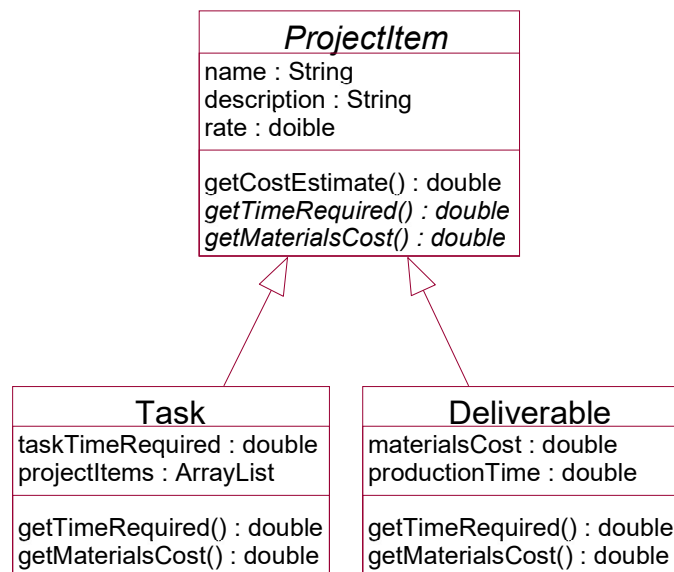 ProjectItem
name : String
description : String
rate : doible
getCostEstimate() : double
getTimeRequired() : double
getMaterialsCost() : double
Task
taskTimeRequired : double
projectItems : ArrayList
getTimeRequired() : double
getMaterialsCost() : double
Deliverable
materialsCost : double
productionTime : double
getTimeRequired() : double
getMaterialsCost() : double